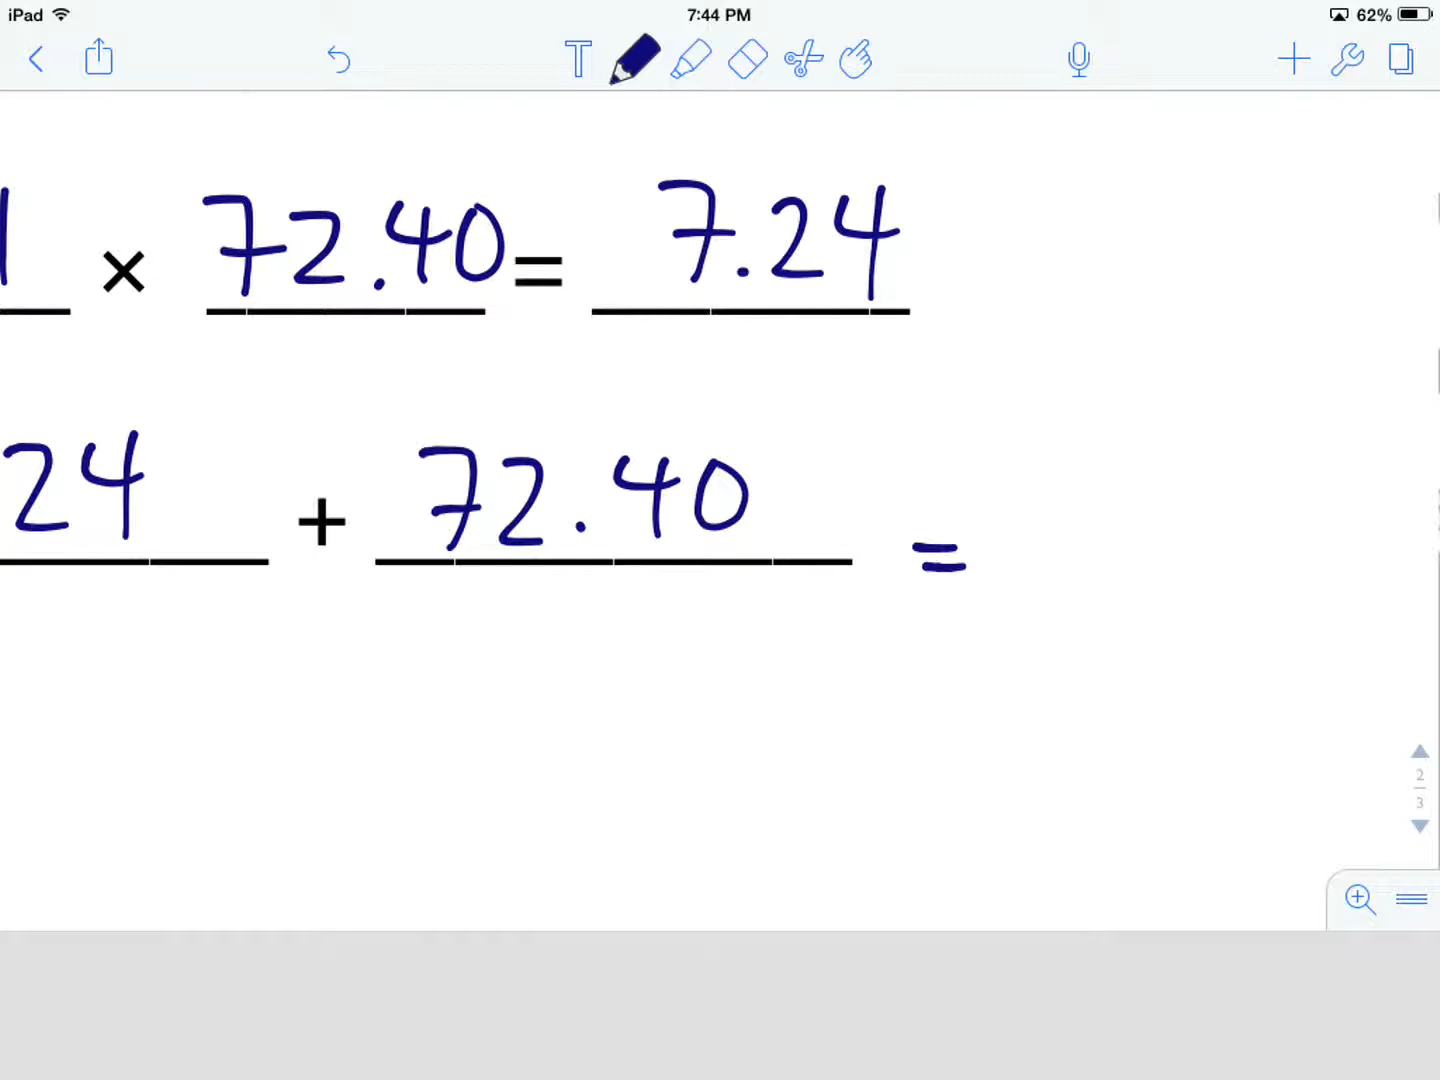 iPad 7:44 PM 62%
T
1 × 72.40 = 7.24
24 + 72.40 =
2
3